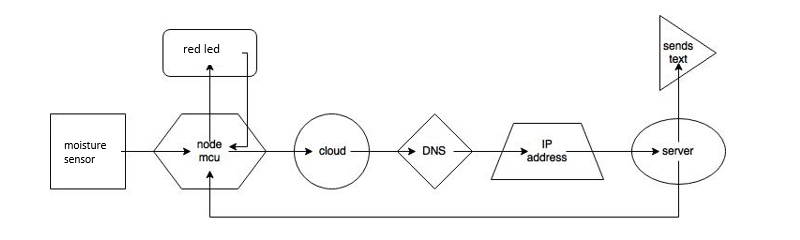 sends
text
red led
moisture
sensor
node
mcu
cloud
DNS
IP
address
server